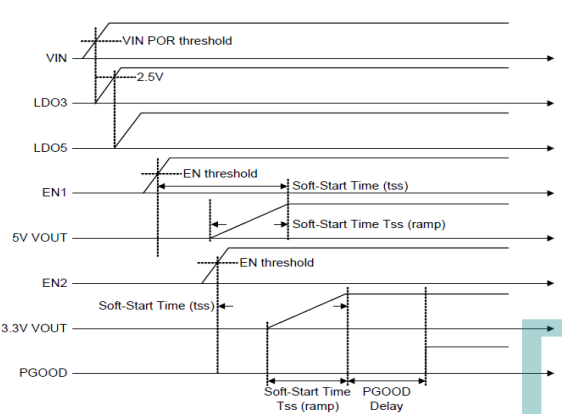 VIN POR threshold
VIN
2.5V
LDO3
LDO5
EN threshold
Soft-Start Time (tss)
EN1
Soft-Start Time Tss (ramp)
5V VOUT
EN threshold
EN2
Soft-Start Time (tss)
3.3V VOUT
PGOOD
Soft-Start Time
Tss (ramp)
PGOOD
Delay